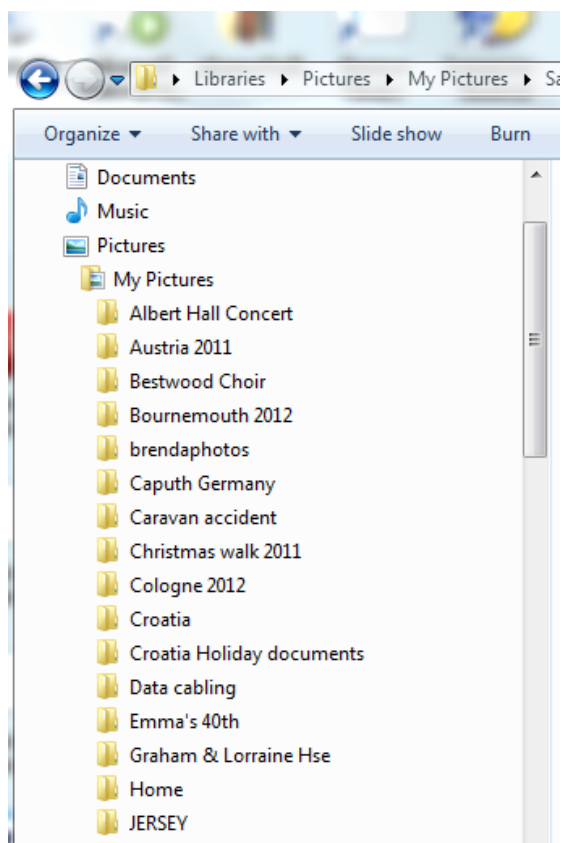 Libraries Pictures My Pictures Sa
Organize Share with Slide show Burn
Documents
Music
Pictures
My Pictures
Albert Hall Concert
Austria 2011
Bestwood Choir
Bournemouth 2012
brendaphotos
Caputh Germany
Caravan accident
Christmas walk 2011
Cologne 2012
Croatia
Croatia Holiday documents
Data cabling
Emma's 40th
Graham & Lorraine Hse
Home
JERSEY